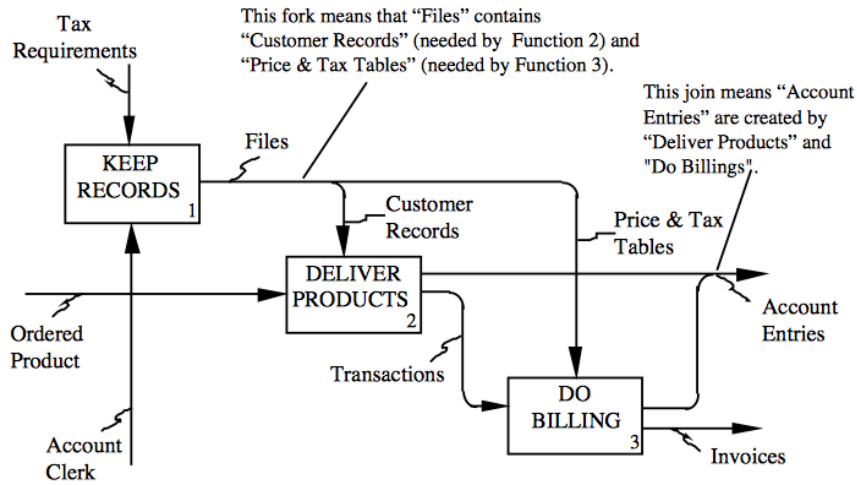 This fork means that “Files” contains
“Customer Records” (needed by Function 2) and
“Price & Tax Tables” (needed by Function 3).
Tax
Requirements
This join means “Account
Entries” are created by
“Deliver Products” and
"Do Billings".
KEEP
RECORDS
1
Files
Customer
Records
Price & Tax
Tables
DELIVER
PRODUCTS
2
Ordered
Product
Account
Entries
Transactions
DO
BILLING
3
Account
Clerk
Invoices